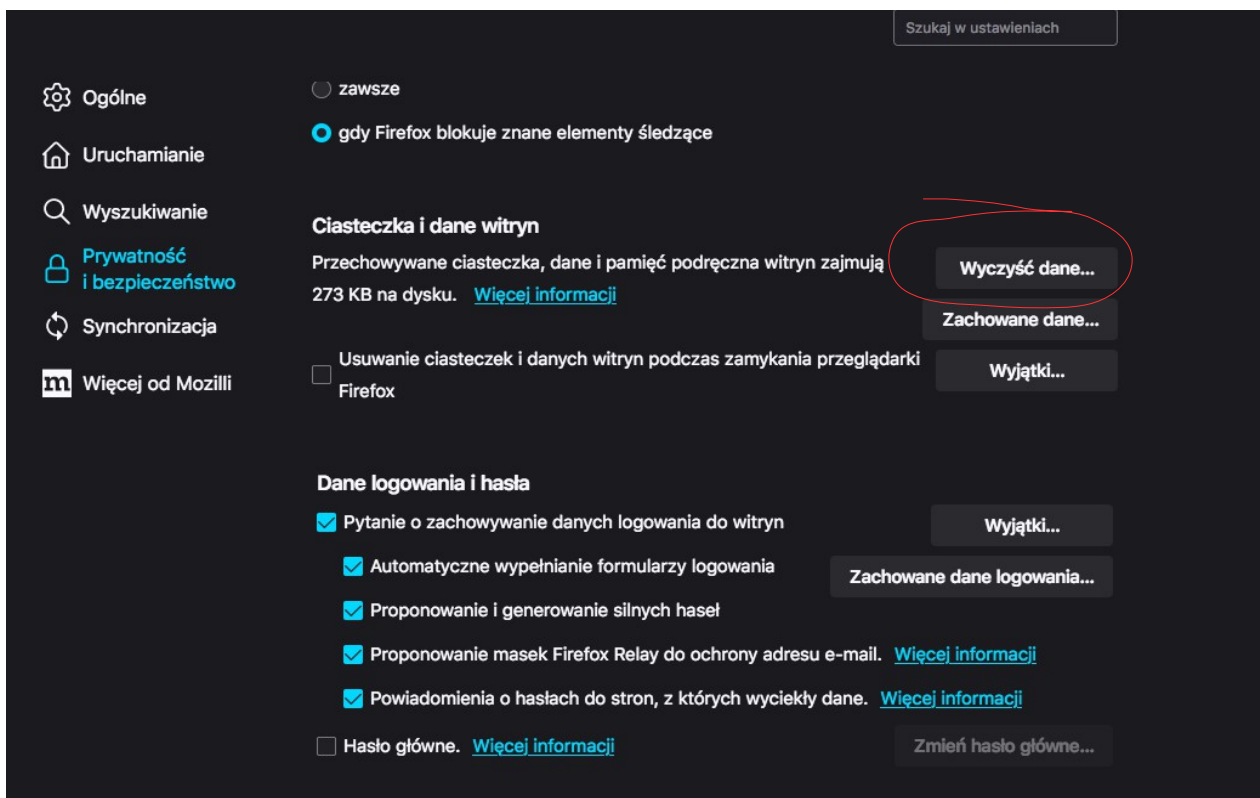 Szukaj w ustawieniach
Ogólne
Uruchamianie
Wyszukiwanie
Prywatność
i bezpieczeństwo
Synchronizacja
m Więcej od Mozilli
zawsze
gdy Firefox blokuje znane elementy śledzące
Ciasteczka i dane witryn
Przechowywane ciasteczka, dane i pamięć podręczna witryn zajmują
273 KB na dysku. Więcej informacji
Wyczyść dane...
Zachowane dane...
Usuwanie ciasteczek i danych witryn podczas zamykania przeglądarki
Firefox
Wyjątki...
Dane logowania i hasła
Pytanie o zachowywanie danych logowania do witryn
Wyjątki...
Automatyczne wypełnianie formularzy logowania
Zachowane dane logowania...
Proponowanie i generowanie silnych haseł
Proponowanie masek Firefox Relay do ochrony adresu e-mail. Więcej informacji
Powiadomienia o hasłach do stron, z których wyciekły dane. Więcej informacji
Hasło główne. Więcej informacji
Zmień hasło główne...